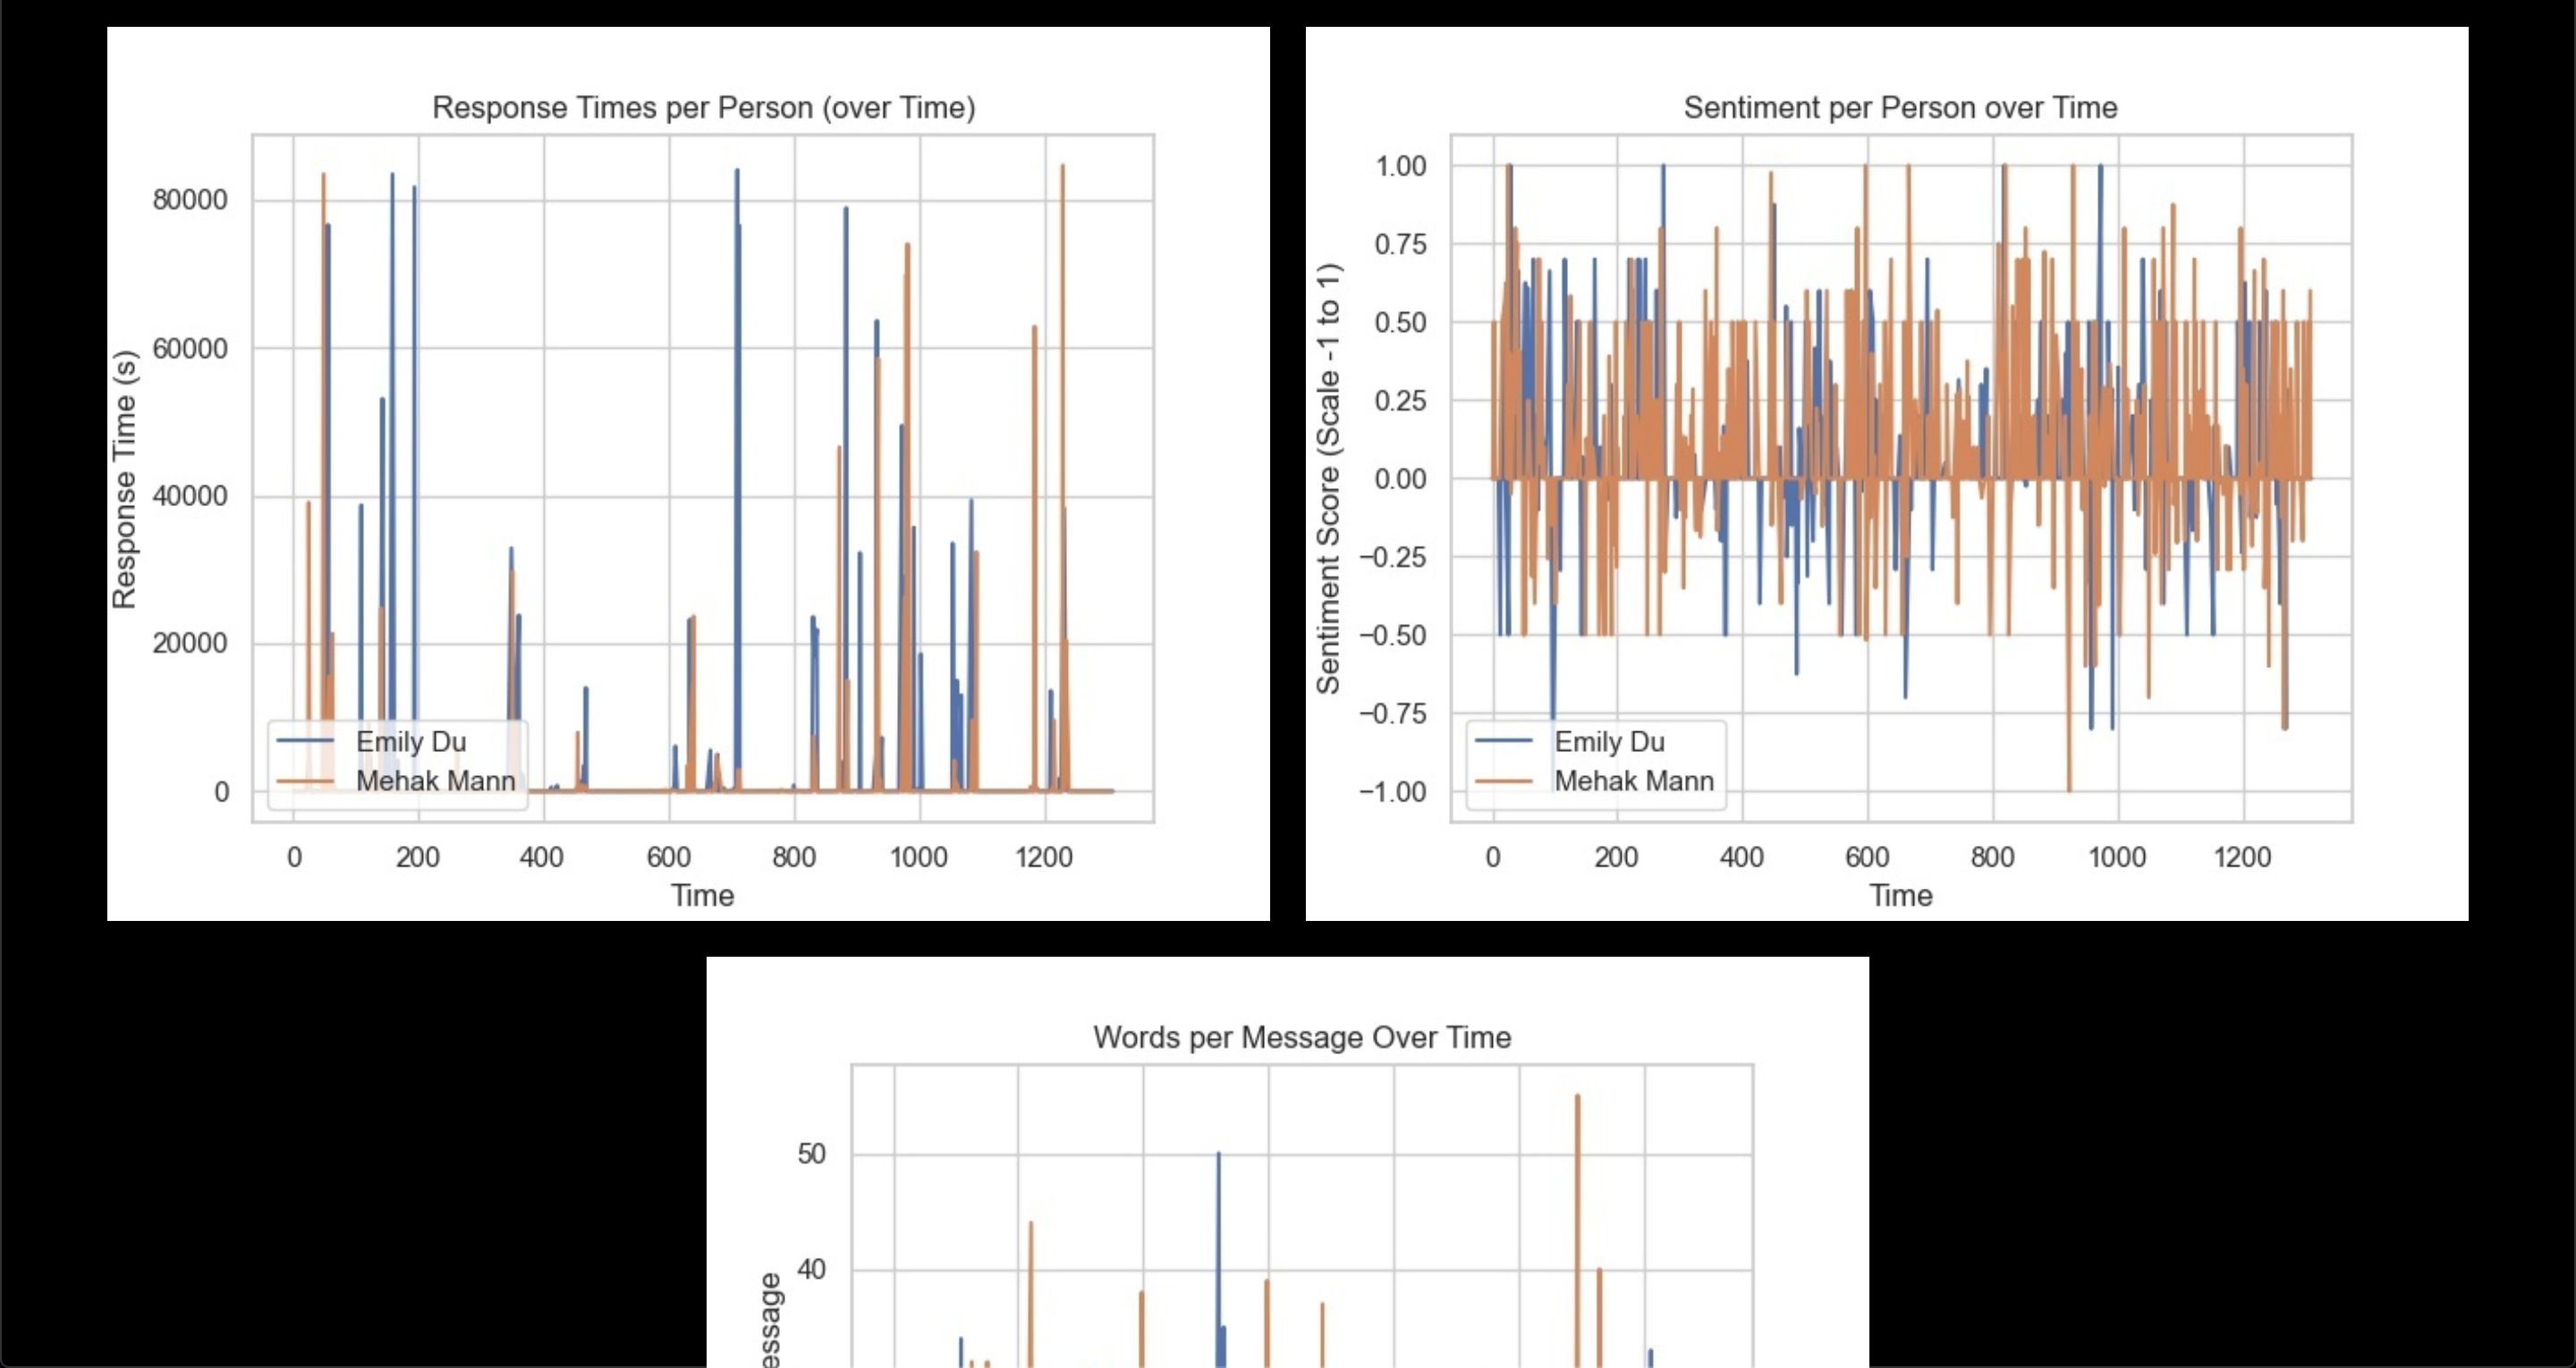 Response Times per Person (over Time)
80000
60000
40000
20000
0
Response Time (s)
Emily Du
Mehak Mann
0 200 400 600 800 1000 1200
Time
Sentiment per Person over Time
1.00
0.75
0.50
0.25
0.00
−0.25
−0.50
−0.75
−1.00
Sentiment Score (Scale -1 to 1)
Emily Du
Mehak Mann
0 200 400 600 800 1000 1200
Time
Words per Message Over Time
50
40
essage